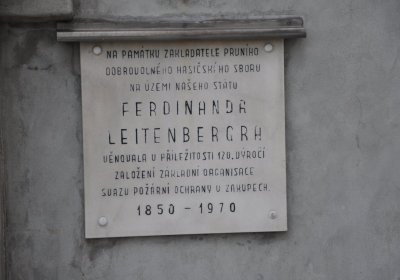 NA PAMÁTKU ZAKLADATELE PRVNÍHO
DOBROVOLNÉHO HASIČSKÉHO SBORU
NA ÚZEMÍ NAŠEHO STÁTU
FERDINANDA
LEITENBERGRA
VĚNOVALA U PŘÍLEŽITOSTI 120. VÝROČÍ
ZALOŽENÍ ZÁKLADNÍ ORGANISACE
SVAZU POŽÁRNÍ OCHRANY V ZÁKUPECH.
1850 - 1970